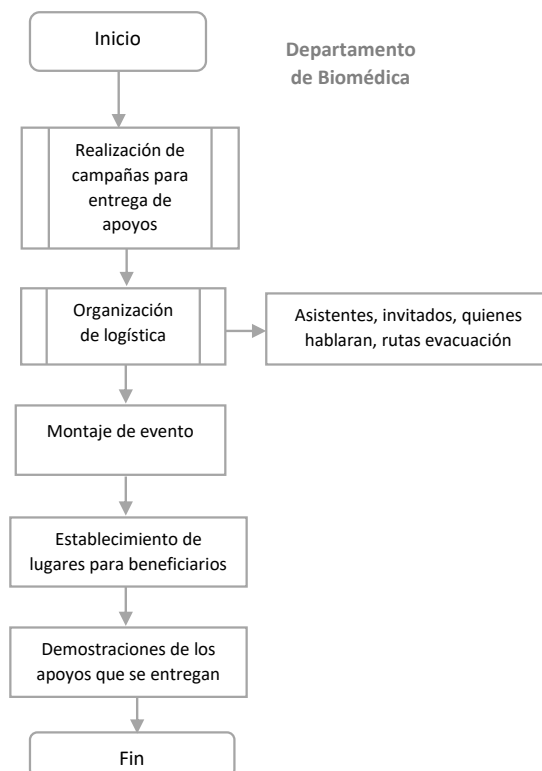 Inicio
Departamento
de Biomédica
Realización de
campañas para
entrega de
apoyos
Organización
de logística
Asistentes, invitados, quienes
hablaran, rutas evacuación
Montaje de evento
Establecimiento de
lugares para beneficiarios
Demostraciones de los
apoyos que se entregan
Fin